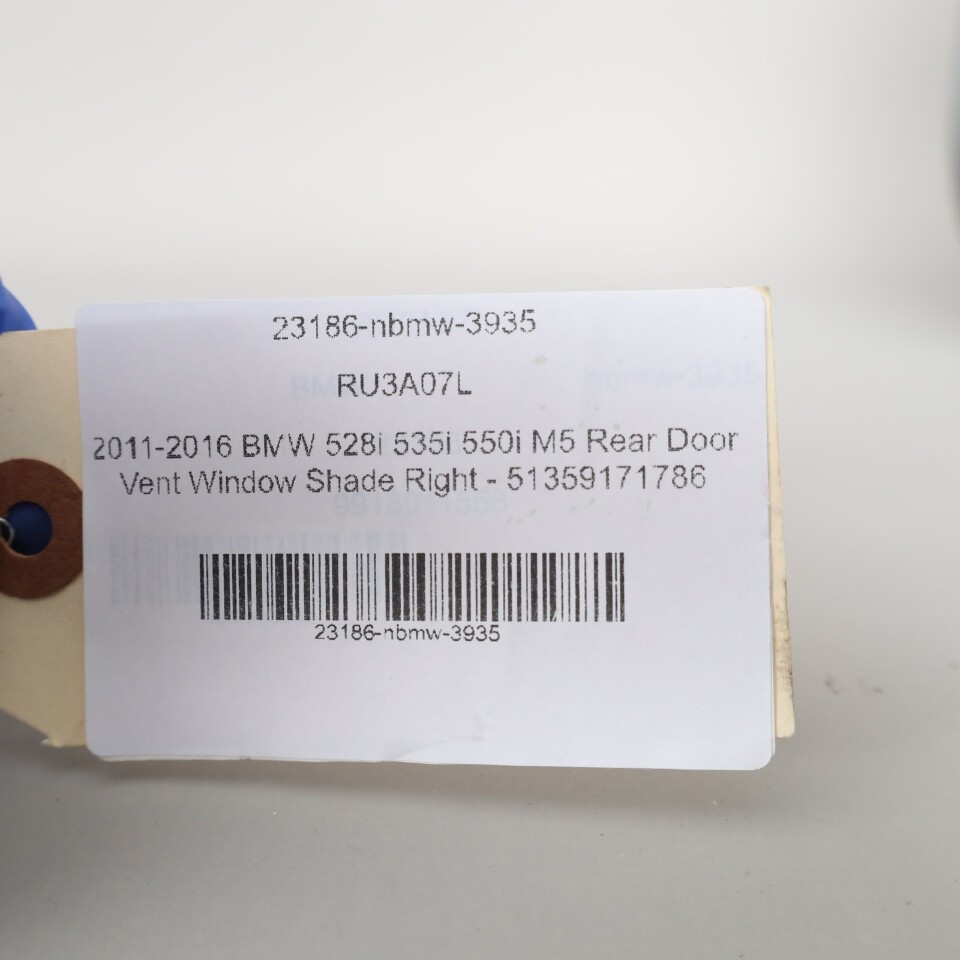 23186-nbmw-3935
RU3A07L
2011-2016 BMW 528i 535i 550i M5 Rear Door
Vent Window Shade Right - 51359171786
23186-nbmw-3935